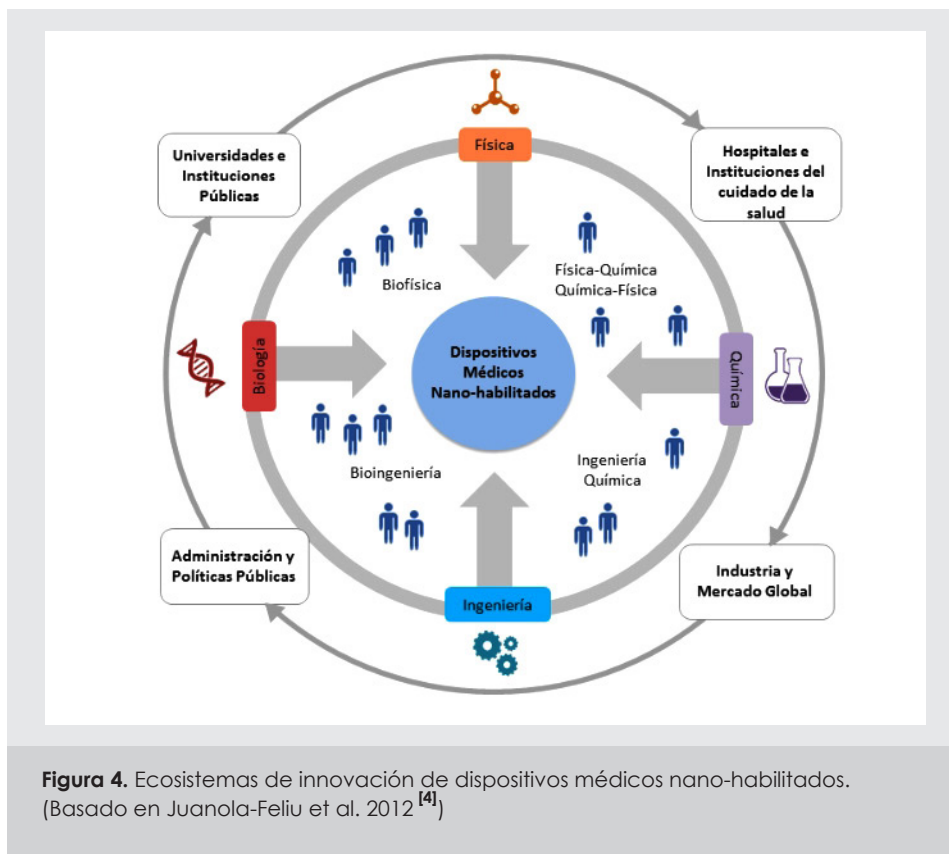 Física
Universidades e
Instituciones
Públicas
Hospitales e
Instituciones del
cuidado de la
salud
Biofísica
Física-Química
Química-Física
Biología
Dispositivos
Médicos
Nano-habilitados
Química
Bioingeniería
Ingeniería
Química
Administración y
Políticas Públicas
Industria y
Mercado Global
Ingeniería
Figura 4. Ecosistemas de innovación de dispositivos médicos nano-habilitados.
(Basado en Juanola-Feliu et al. 2012 [4])